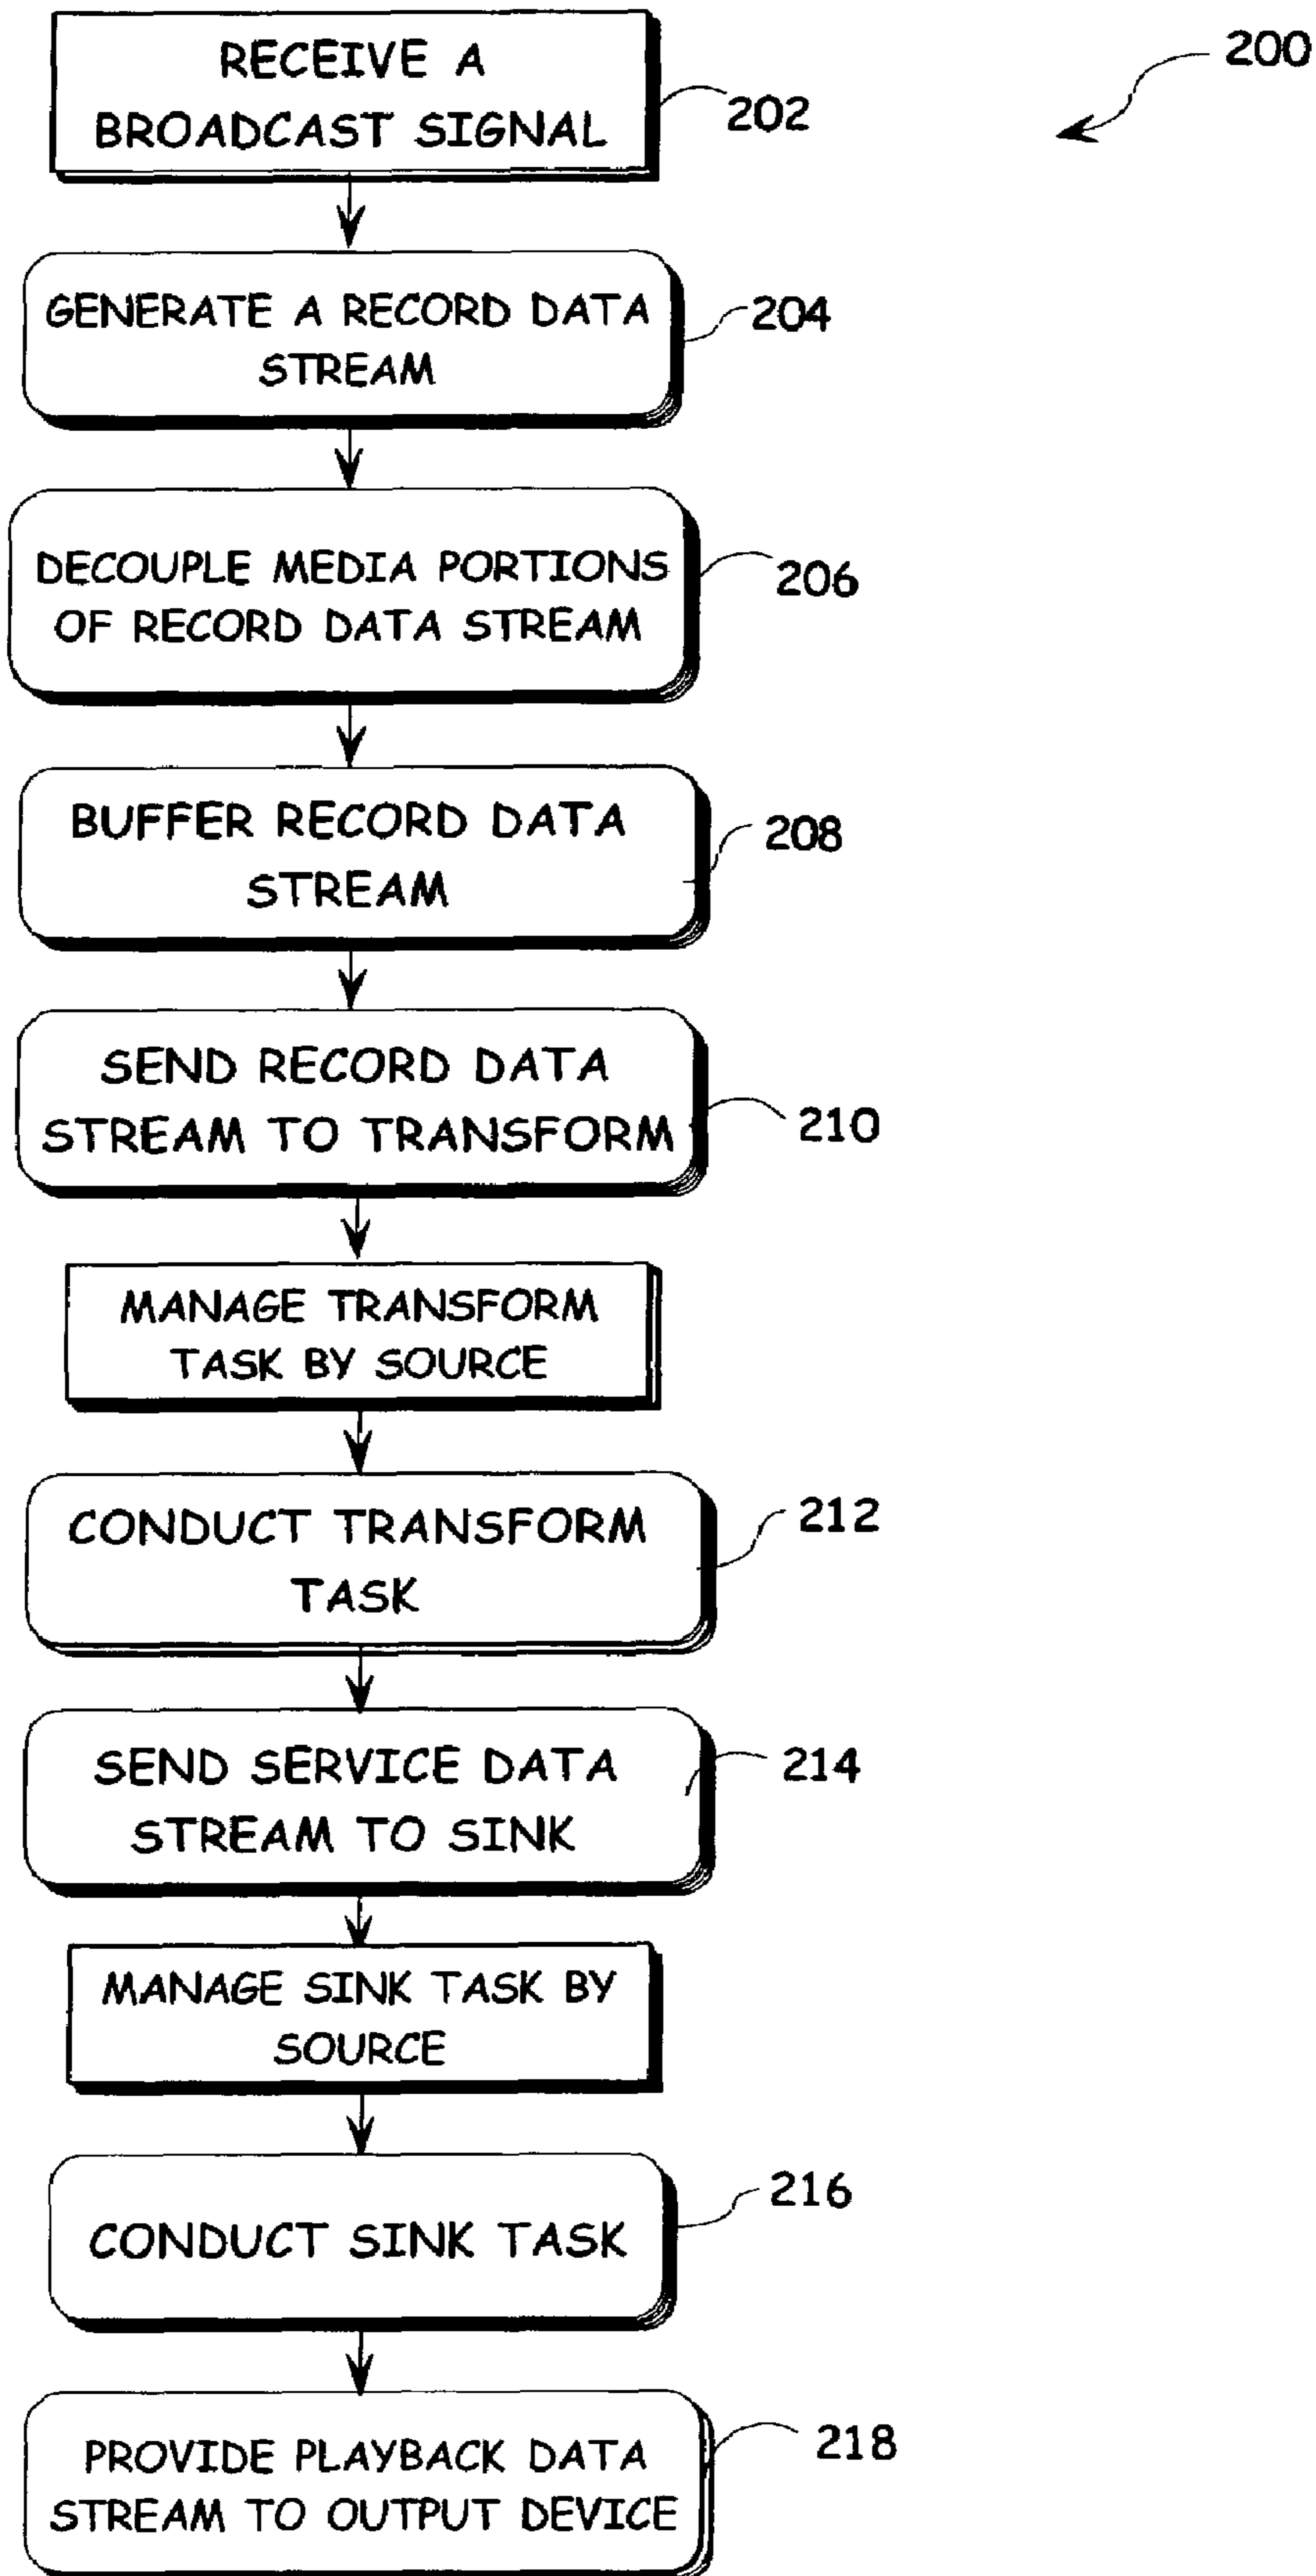 200
RECEIVE A
BROADCAST SIGNAL
202
GENERATE A RECORD DATA
STREAM
204
DECOUPLE MEDIA PORTIONS
OF RECORD DATA STREAM
206
BUFFER RECORD DATA
STREAM
208
SEND RECORD DATA
STREAM TO TRANSFORM
210
MANAGE TRANSFORM
TASK BY SOURCE
CONDUCT TRANSFORM
TASK
212
SEND SERVICE DATA
STREAM TO SINK
214
MANAGE SINK TASK BY
SOURCE
CONDUCT SINK TASK
216
PROVIDE PLAYBACK DATA
STREAM TO OUTPUT DEVICE
218